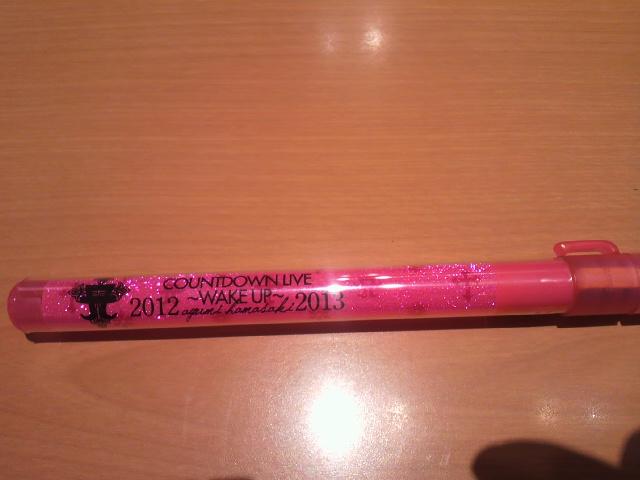 COUNTDOWN LIVE
2012 ~WAKE UP~ 2013
ayumi hamasaki